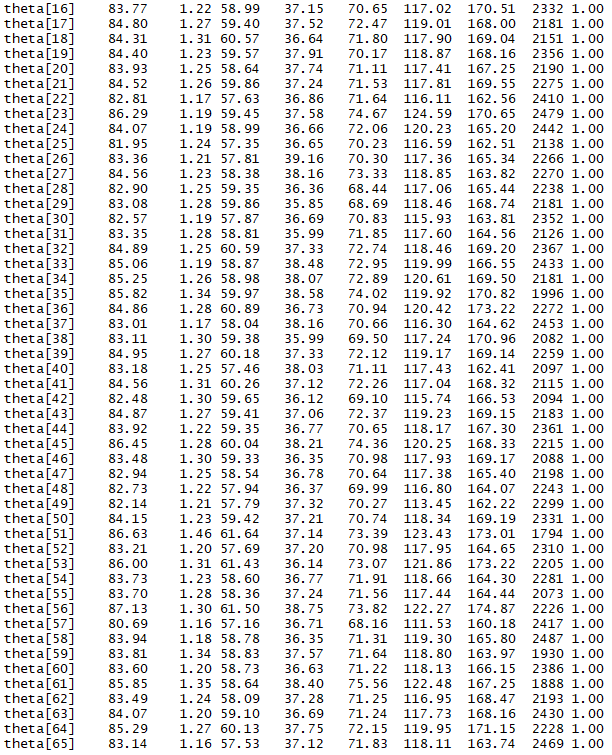 theta[16] 83.77 1.22 58.99 37.15 70.65 117.02 170.51 2332 1.00
theta[17] 84.80 1.27 59.40 37.52 72.47 119.01 168.00 2181 1.00
theta[18] 84.31 1.31 60.57 36.64 71.80 117.90 169.04 2151 1.00
theta[19] 84.40 1.23 59.57 37.91 70.17 118.87 168.16 2356 1.00
theta[20] 83.93 1.25 58.64 37.74 71.11 117.41 167.25 2190 1.00
theta[21] 84.52 1.26 59.86 37.24 71.53 117.81 169.55 2275 1.00
theta[22] 82.81 1.17 57.63 36.86 71.64 116.11 162.56 2410 1.00
theta[23] 86.29 1.19 59.45 37.58 74.67 124.59 170.65 2479 1.00
theta[24] 84.07 1.19 58.99 36.66 72.06 120.23 165.20 2442 1.00
theta[25] 81.95 1.24 57.35 36.65 70.23 116.59 162.51 2138 1.00
theta[26] 83.36 1.21 57.81 39.16 70.30 117.36 165.34 2266 1.00
theta[27] 84.56 1.23 58.38 38.16 73.33 118.85 163.82 2270 1.00
theta[28] 82.90 1.25 59.35 36.36 68.44 117.06 165.44 2238 1.00
theta[29] 83.08 1.28 59.86 35.85 68.69 118.46 168.74 2181 1.00
theta[30] 82.57 1.19 57.87 36.69 70.83 115.93 163.81 2352 1.00
theta[31] 83.35 1.28 58.81 35.99 71.85 117.60 164.56 2126 1.00
theta[32] 84.89 1.25 60.59 37.33 72.74 118.46 169.20 2367 1.00
theta[33] 85.06 1.19 58.87 38.48 72.95 119.99 166.55 2433 1.00
theta[34] 85.25 1.26 58.98 38.07 72.89 120.61 169.50 2181 1.00
theta[35] 85.82 1.34 59.97 38.58 74.02 119.92 170.82 1996 1.00
theta[36] 84.86 1.28 60.89 36.73 70.94 120.42 173.22 2272 1.00
theta[37] 83.01 1.17 58.04 38.16 70.66 116.30 164.62 2453 1.00
theta[38] 83.11 1.30 59.38 35.99 69.50 117.24 170.96 2082 1.00
theta[39] 84.95 1.27 60.18 37.33 72.12 119.17 169.14 2259 1.00
theta[40] 83.18 1.25 57.46 38.03 71.11 117.43 162.41 2097 1.00
theta[41] 84.56 1.31 60.26 37.12 72.26 117.04 168.32 2115 1.00
theta[42] 82.48 1.30 59.65 36.12 69.10 115.74 166.53 2094 1.00
theta[43] 84.87 1.27 59.41 37.06 72.37 119.23 169.15 2183 1.00
theta[44] 83.92 1.22 59.35 36.77 70.65 118.17 167.30 2361 1.00
theta[45] 86.45 1.28 60.04 38.21 74.36 120.25 168.33 2215 1.00
theta[46] 83.48 1.30 59.33 36.35 70.98 117.93 169.17 2088 1.00
theta[47] 82.94 1.25 58.54 36.78 70.64 117.38 165.40 2198 1.00
theta[48] 82.73 1.22 57.94 36.37 69.99 116.80 164.07 2243 1.00
theta[49] 82.14 1.21 57.79 37.32 70.27 113.45 162.22 2299 1.00
theta[50] 84.15 1.23 59.42 37.21 70.74 118.34 169.19 2331 1.00
theta[51] 86.63 1.46 61.64 37.14 73.39 123.43 173.01 1794 1.00
theta[52] 83.21 1.20 57.69 37.20 70.98 117.95 164.65 2310 1.00
theta[53] 86.00 1.31 61.43 36.14 73.07 121.86 173.22 2205 1.00
theta[54] 83.73 1.23 58.60 36.77 71.91 118.66 164.30 2281 1.00
theta[55] 83.70 1.28 58.36 37.24 71.56 117.44 164.44 2073 1.00
theta[56] 87.13 1.30 61.50 38.75 73.82 122.27 174.87 2226 1.00
theta[57] 80.69 1.16 57.16 36.71 68.16 111.53 160.18 2417 1.00
theta[58] 83.94 1.18 58.78 36.35 71.31 119.30 165.80 2487 1.00
theta[59] 83.81 1.34 58.83 37.57 71.64 118.80 163.97 1930 1.00
theta[60] 83.60 1.20 58.73 36.63 71.22 118.13 166.15 2386 1.00
theta[61] 85.85 1.35 58.64 38.40 75.56 122.48 167.25 1888 1.00
theta[62] 83.49 1.24 58.09 37.28 71.25 116.95 168.47 2193 1.00
theta[63] 84.07 1.20 59.10 36.69 71.24 117.73 168.16 2430 1.00
theta[64] 85.29 1.27 60.13 37.75 72.15 119.95 171.15 2228 1.00
theta[65] 83.14 1.16 57.53 37.12 71.83 118.11 163.74 2469 1.00